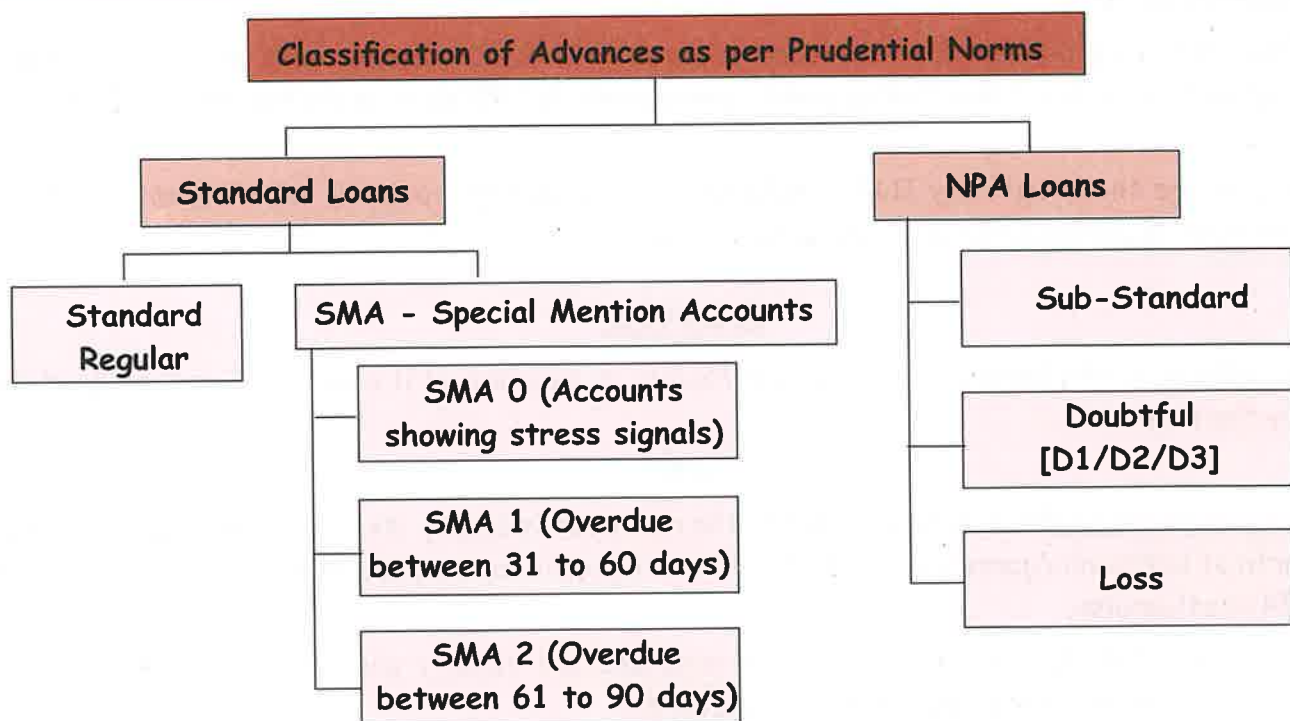 Classification of Advances as per Prudential Norms
Standard Loans
NPA Loans
Standard
Regular
SMA - Special Mention Accounts
SMA 0 (Accounts
showing stress signals)
SMA 1 (Overdue
between 31 to 60 days)
SMA 2 (Overdue
between 61 to 90 days)
Sub-Standard
Doubtful
[D1/D2/D3]
Loss